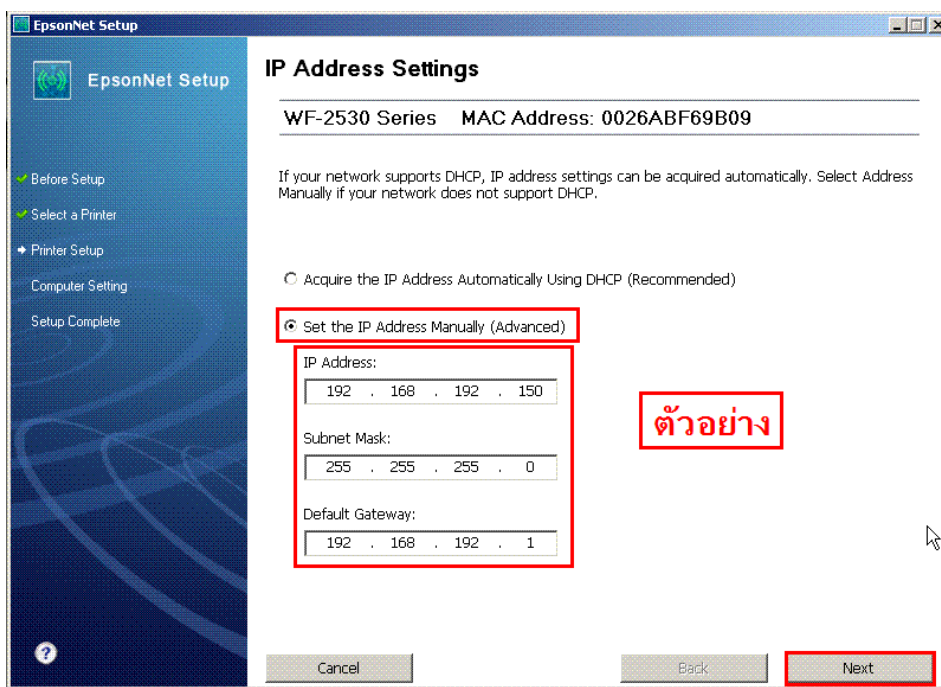 EpsonNet Setup
EpsonNet Setup
Before Setup
Select a Printer
Printer Setup
Computer Setting
Setup Complete
IP Address Settings
WF-2530 Series MAC Address: 0026ABF69B09
If your network supports DHCP, IP address settings can be acquired automatically. Select Address
Manually if your network does not support DHCP.
Acquire the IP Address Automatically Using DHCP (Recommended)
Set the IP Address Manually (Advanced)
IP Address:
192 . 168 . 192 . 150
Subnet Mask:
255 . 255 . 255 . 0
Default Gateway:
192 . 168 . 192 . 1
ตัวอย่าง
?
Cancel
Back
Next